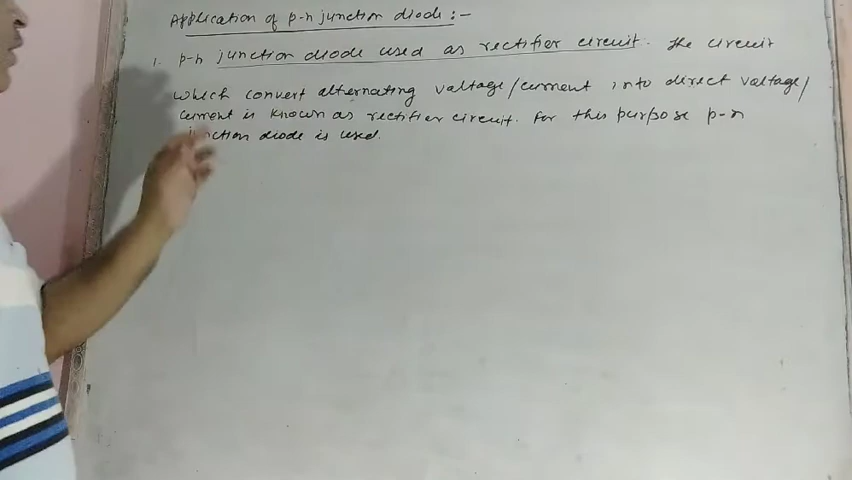 Application of p-n junction diode :-
1. p-n junction diode used as rectifier circuit. The circuit
which convert alternating voltage/current into direct voltage/
current is known as rectifier circuit. For this purpose p-n
junction diode is used.